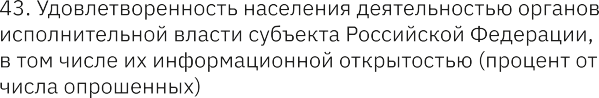 43. Удовлетворенность населения деятельностью органов
исполнительной власти субъекта Российской Федерации,
в том числе их информационной открытостью (процент от
числа опрошенных)